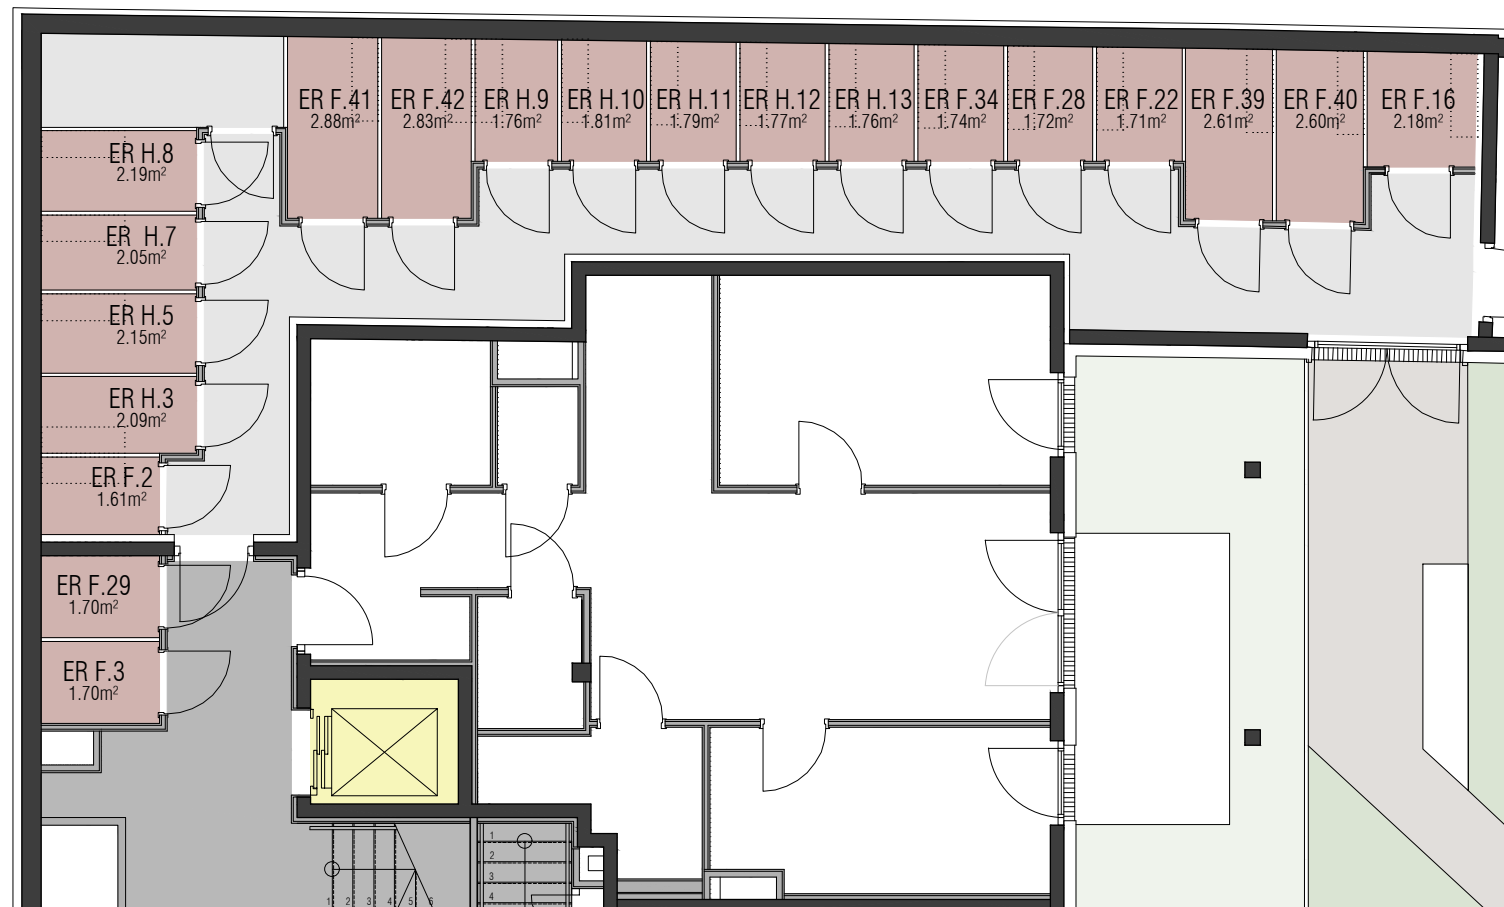 ER F.41
2.88m²
ER F.42
2.83m²
ER H.9
1.76m²
ER H.10
1.81m²
ER H.11
1.79m²
ER H.12
1.77m²
ER H.13
1.76m²
ER F.34
1.74m²
ER F.28
1.72m²
ER F.22
1.71m²
ER F.39
2.61m²
ER F.40
2.60m²
ER F.16
2.18m²
ER H.8
2.19m²
ER H.7
2.05m²
ER H.5
2.15m²
ER H.3
2.09m²
ER F.2
1.61m²
ER F.29
1.70m²
ER F.3
1.70m²
1
2
3
4
1 2 3 4 5 6